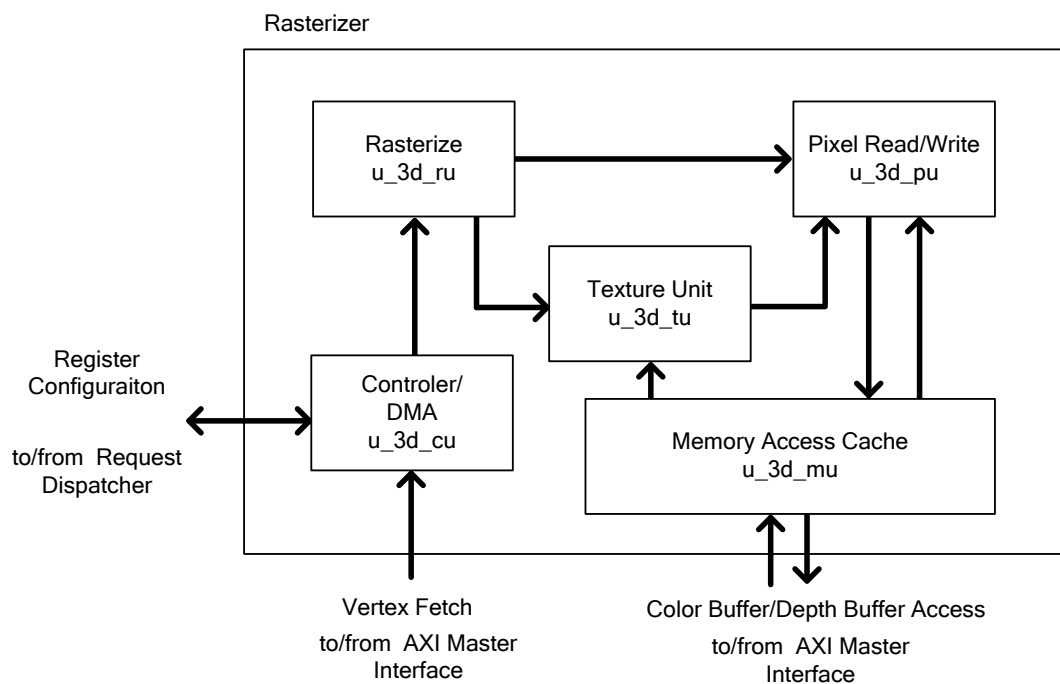 Rasterizer
Rasterize
u_3d_ru
Pixel Read/Write
u_3d_pu
Texture Unit
u_3d_tu
Register
Configuraiton
to/from  Request
Dispatcher
Controler/
DMA
u_3d_cu
Memory Access Cache
u_3d_mu
Vertex Fetch
to/from  AXI Master
Interface
Color Buffer/Depth Buffer Access
to/from  AXI Master
Interface